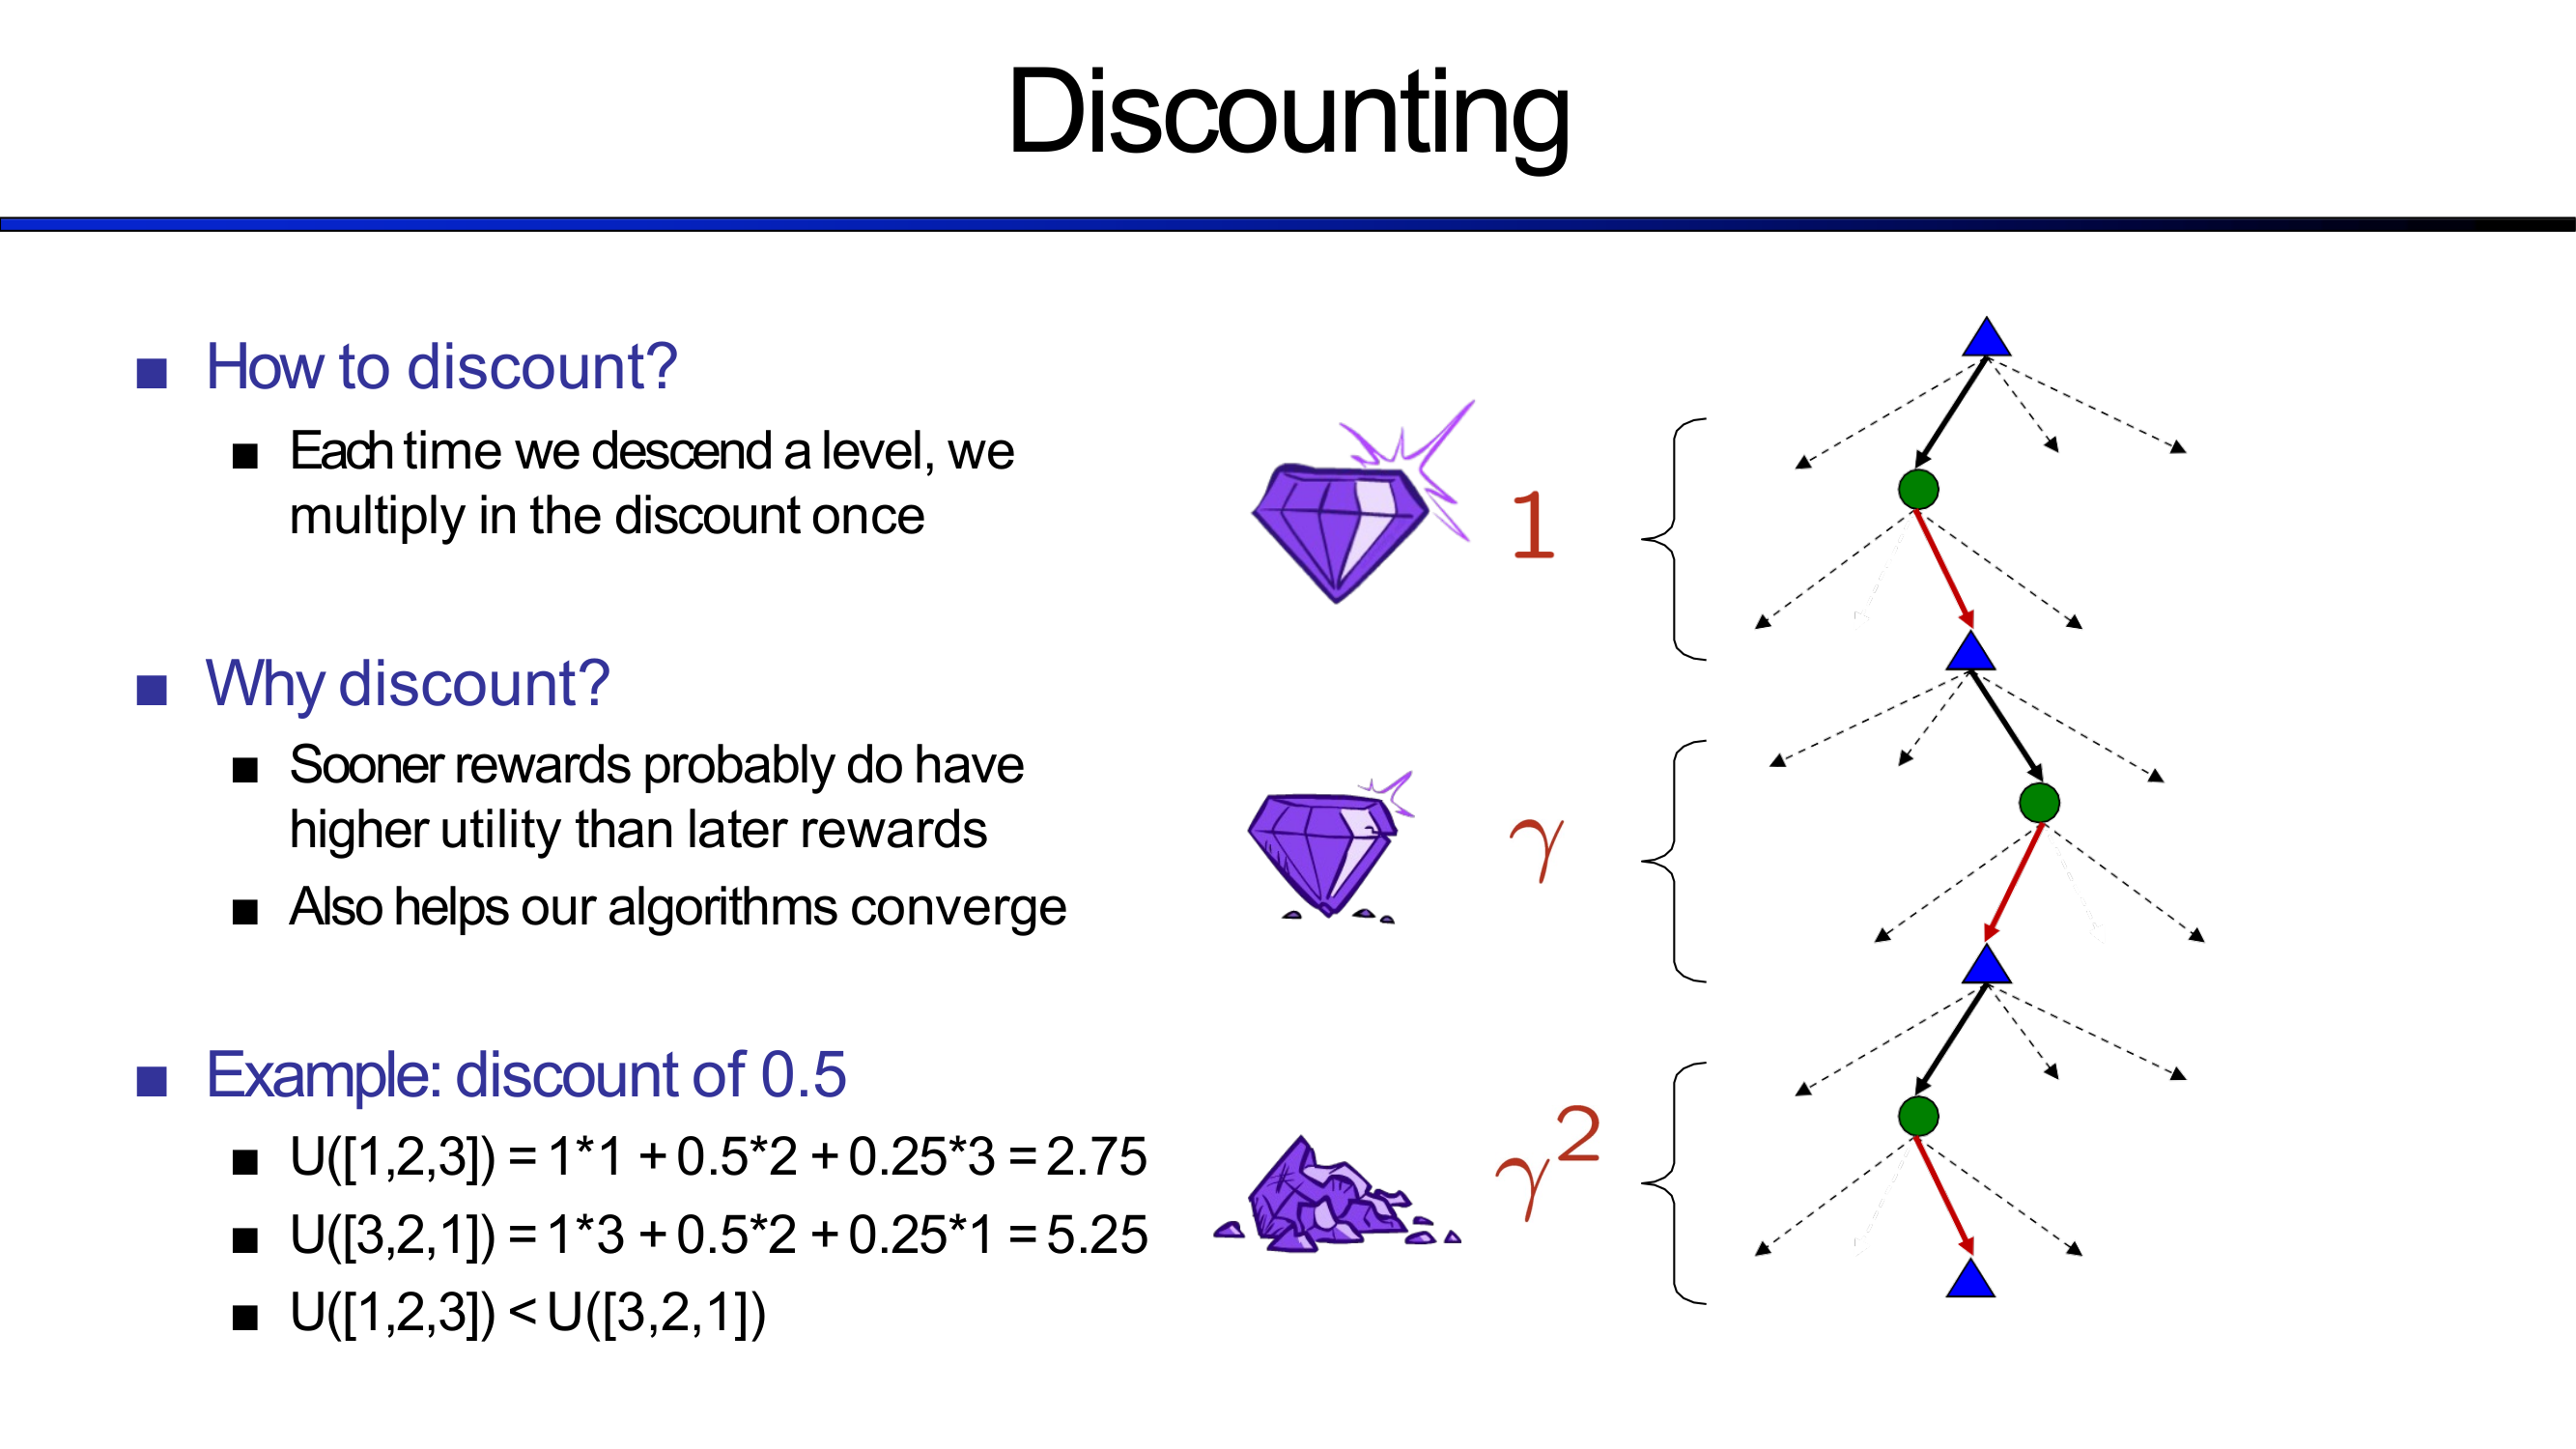 Discounting
■ How to discount?
■ Each time we descend a level, we
multiply in the discount once
■ Why discount?
■ Sooner rewards probably do have
higher utility than later rewards
■ Also helps our algorithms converge
■ Example: discount of 0.5
■ U([1,2,3]) = 1*1 + 0.5*2 + 0.25*3 = 2.75
■ U([3,2,1]) = 1*3 + 0.5*2 + 0.25*1 = 5.25
■ U([1,2,3]) < U([3,2,1])
1
γ
γ²